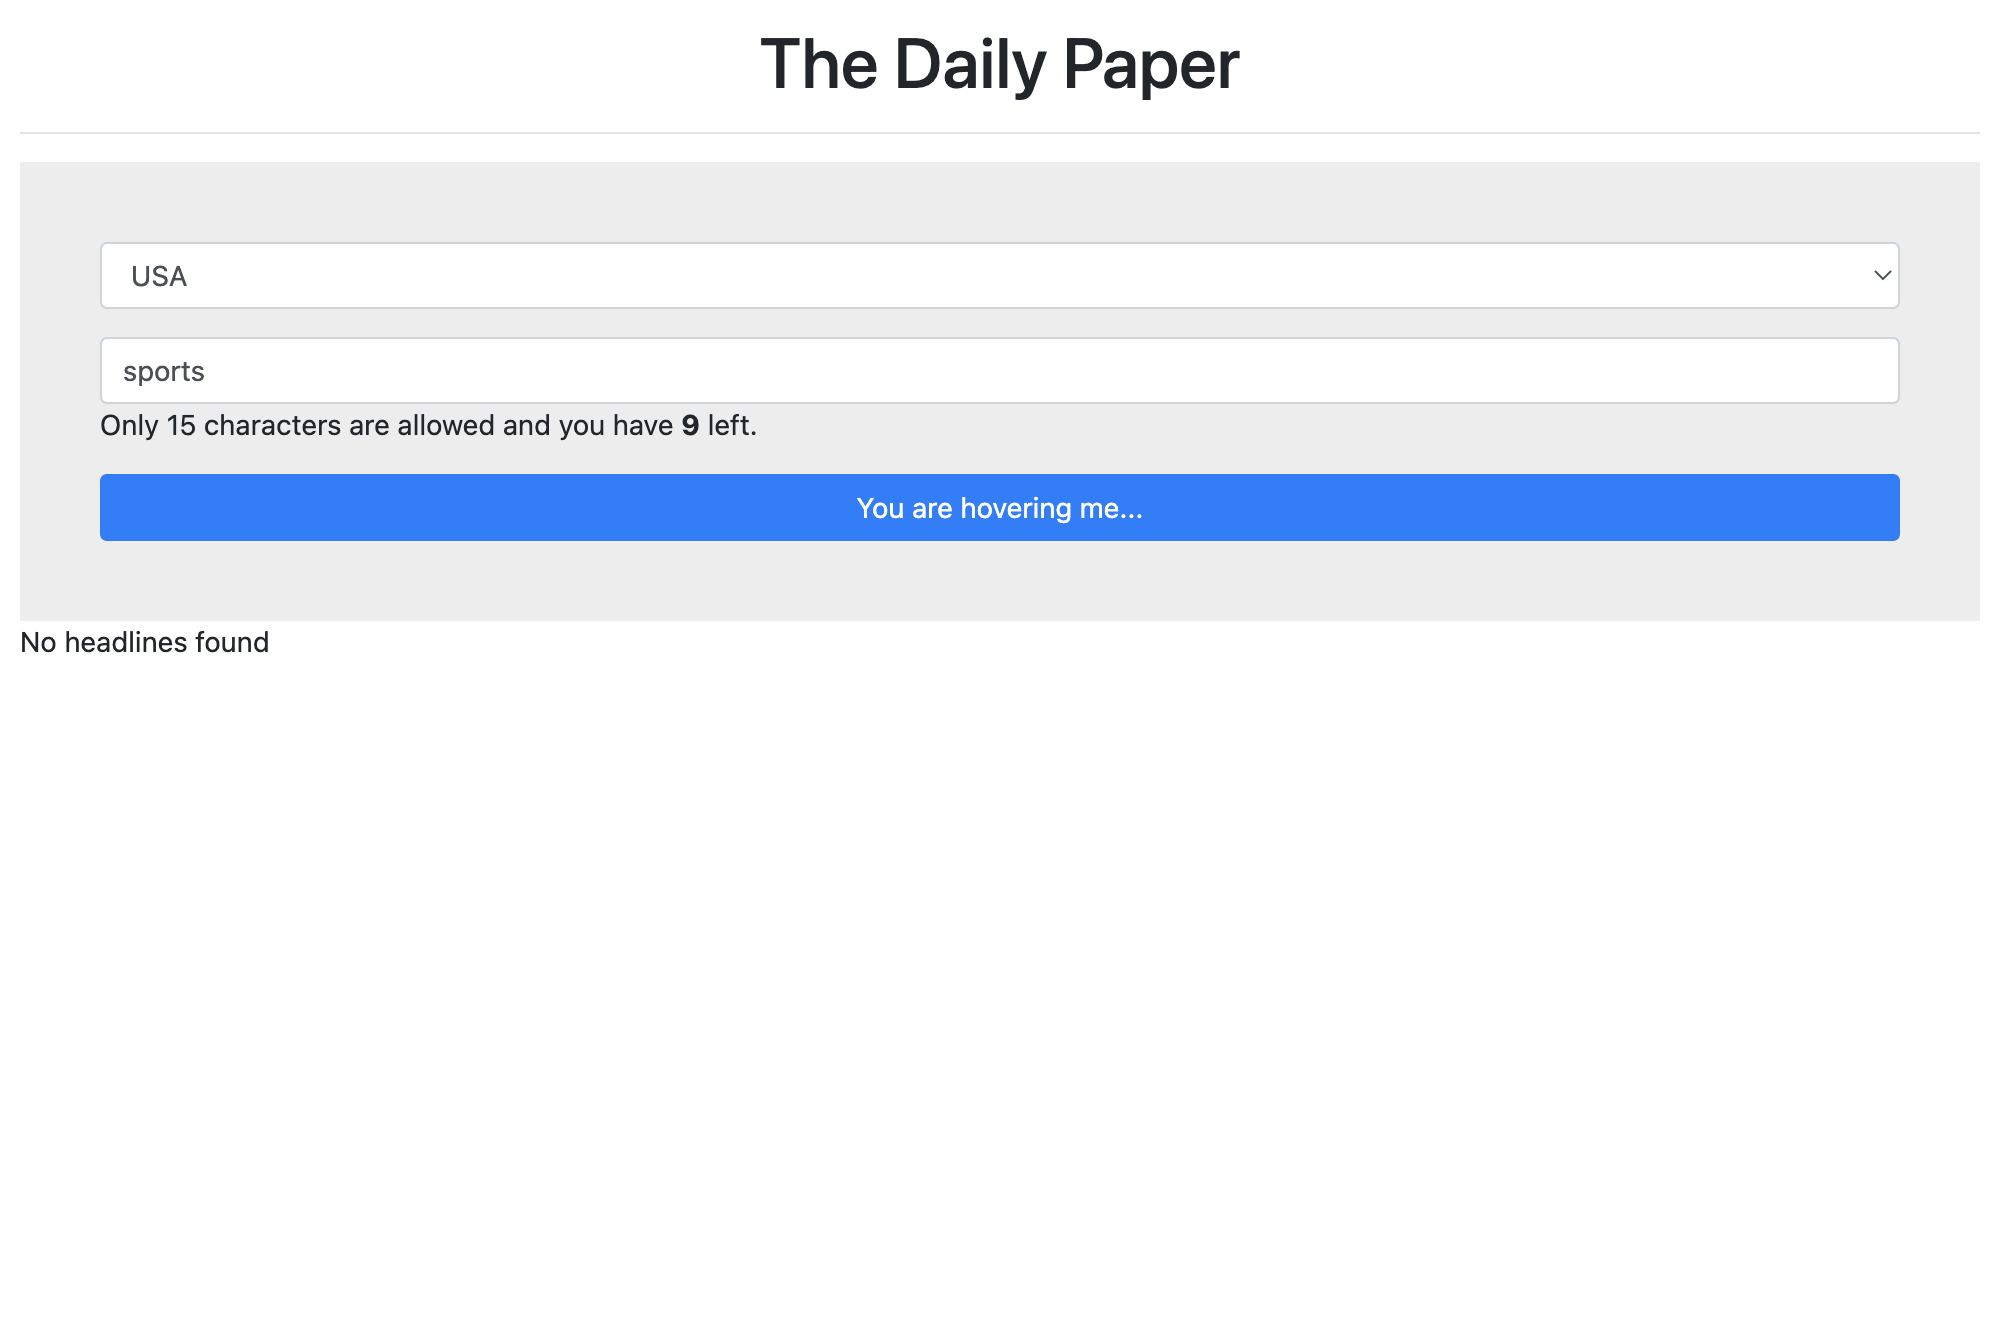 The Daily Paper
USA
sports
Only 15 characters are allowed and you have 9 left.
You are hovering me...
No headlines found